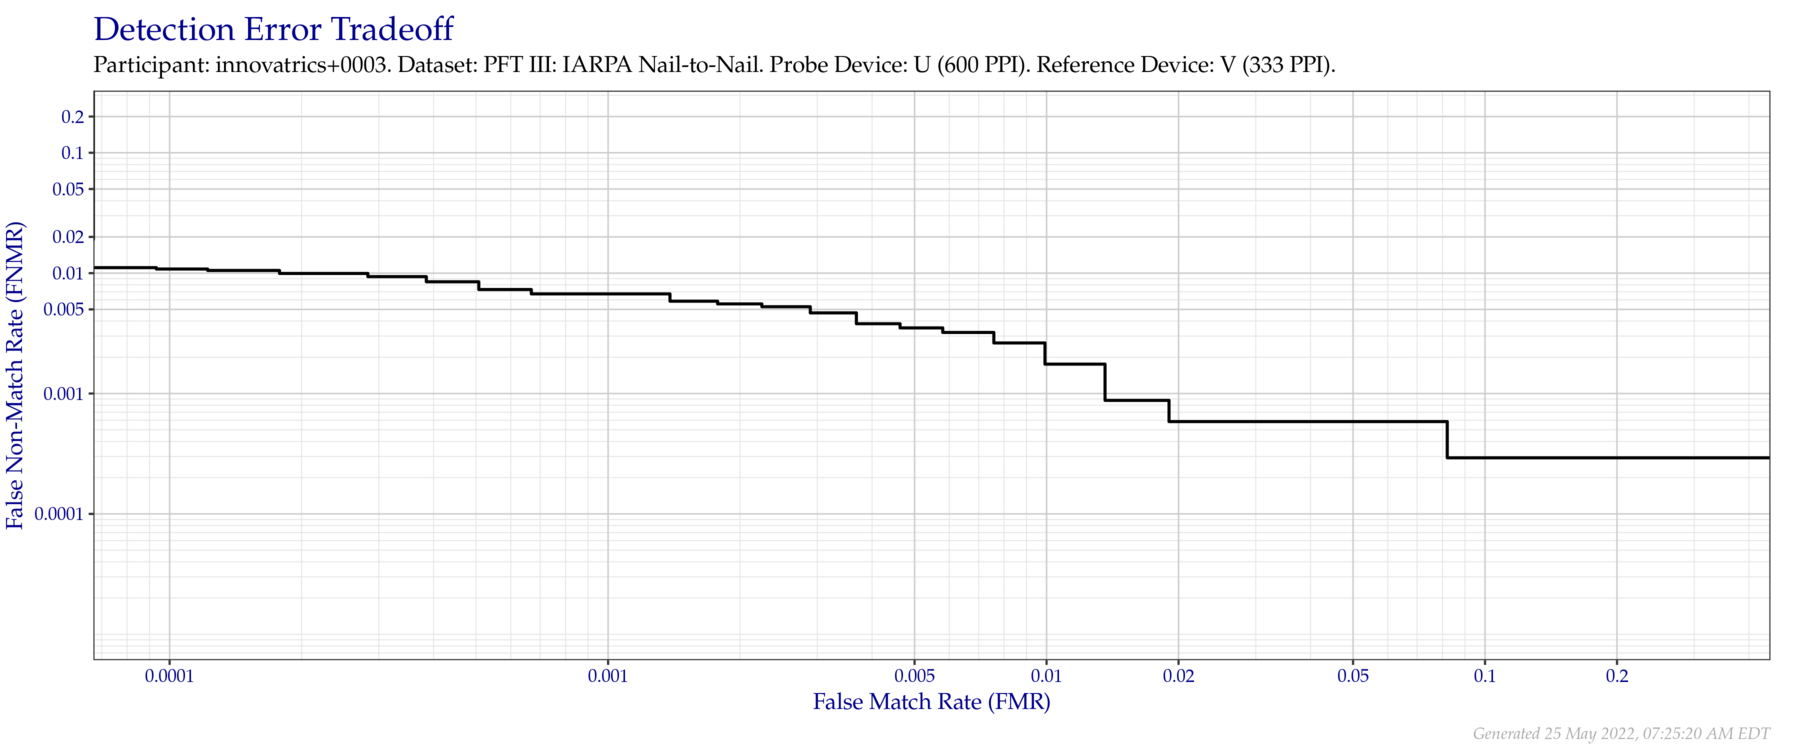 Detection Error Tradeoff
Participant: innovatrics+0003. Dataset: PFT III: IARPA Nail-to-Nail. Probe Device: U (600 PPI). Reference Device: V (333 PPI).
False Non-Match Rate (FNMR)
0.2
0.1
0.05
0.02
0.01
0.005
0.001
0.0001
0.0001 0.001 0.005 0.01 0.02 0.05 0.1 0.2
False Match Rate (FMR)
Generated 25 May 2022, 07:25:20 AM EDT